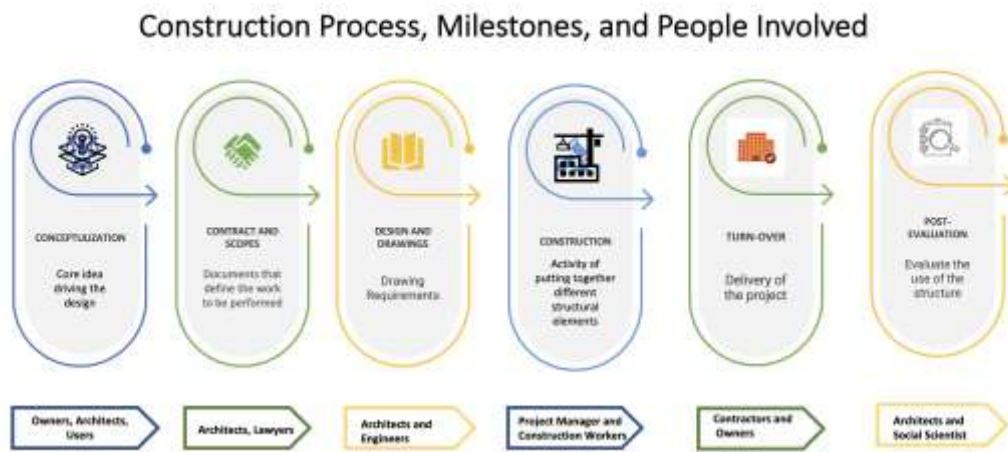 Construction Process, Milestones, and People Involved
CONCEPTULIZATION
Core idea
driving the
design
CONTRACT AND
SCOPES
Documents that
define the work
to be performed
DESIGN AND
DRAWINGS
Drawing
Requirements
CONSTRUCTION
Activity of
putting together
different
structural
elements
TURN-OVER
Delivery of
the project
POST-
EVALUATION
Evaluate the
use of the
structure
Owners, Architects,
Users
Architects, Lawyers
Architects and
Engineers
Project Manager and
Construction Workers
Contractors and
Owners
Architects and
Social Scientist